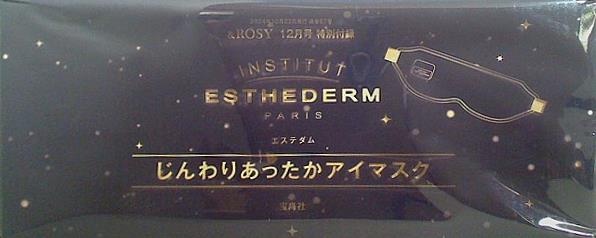 &ROSY 12月号 特別付録
INSTITUT
ESTHEDERM
PARIS
エステダム
じんわりあったかアイマスク
宝島社